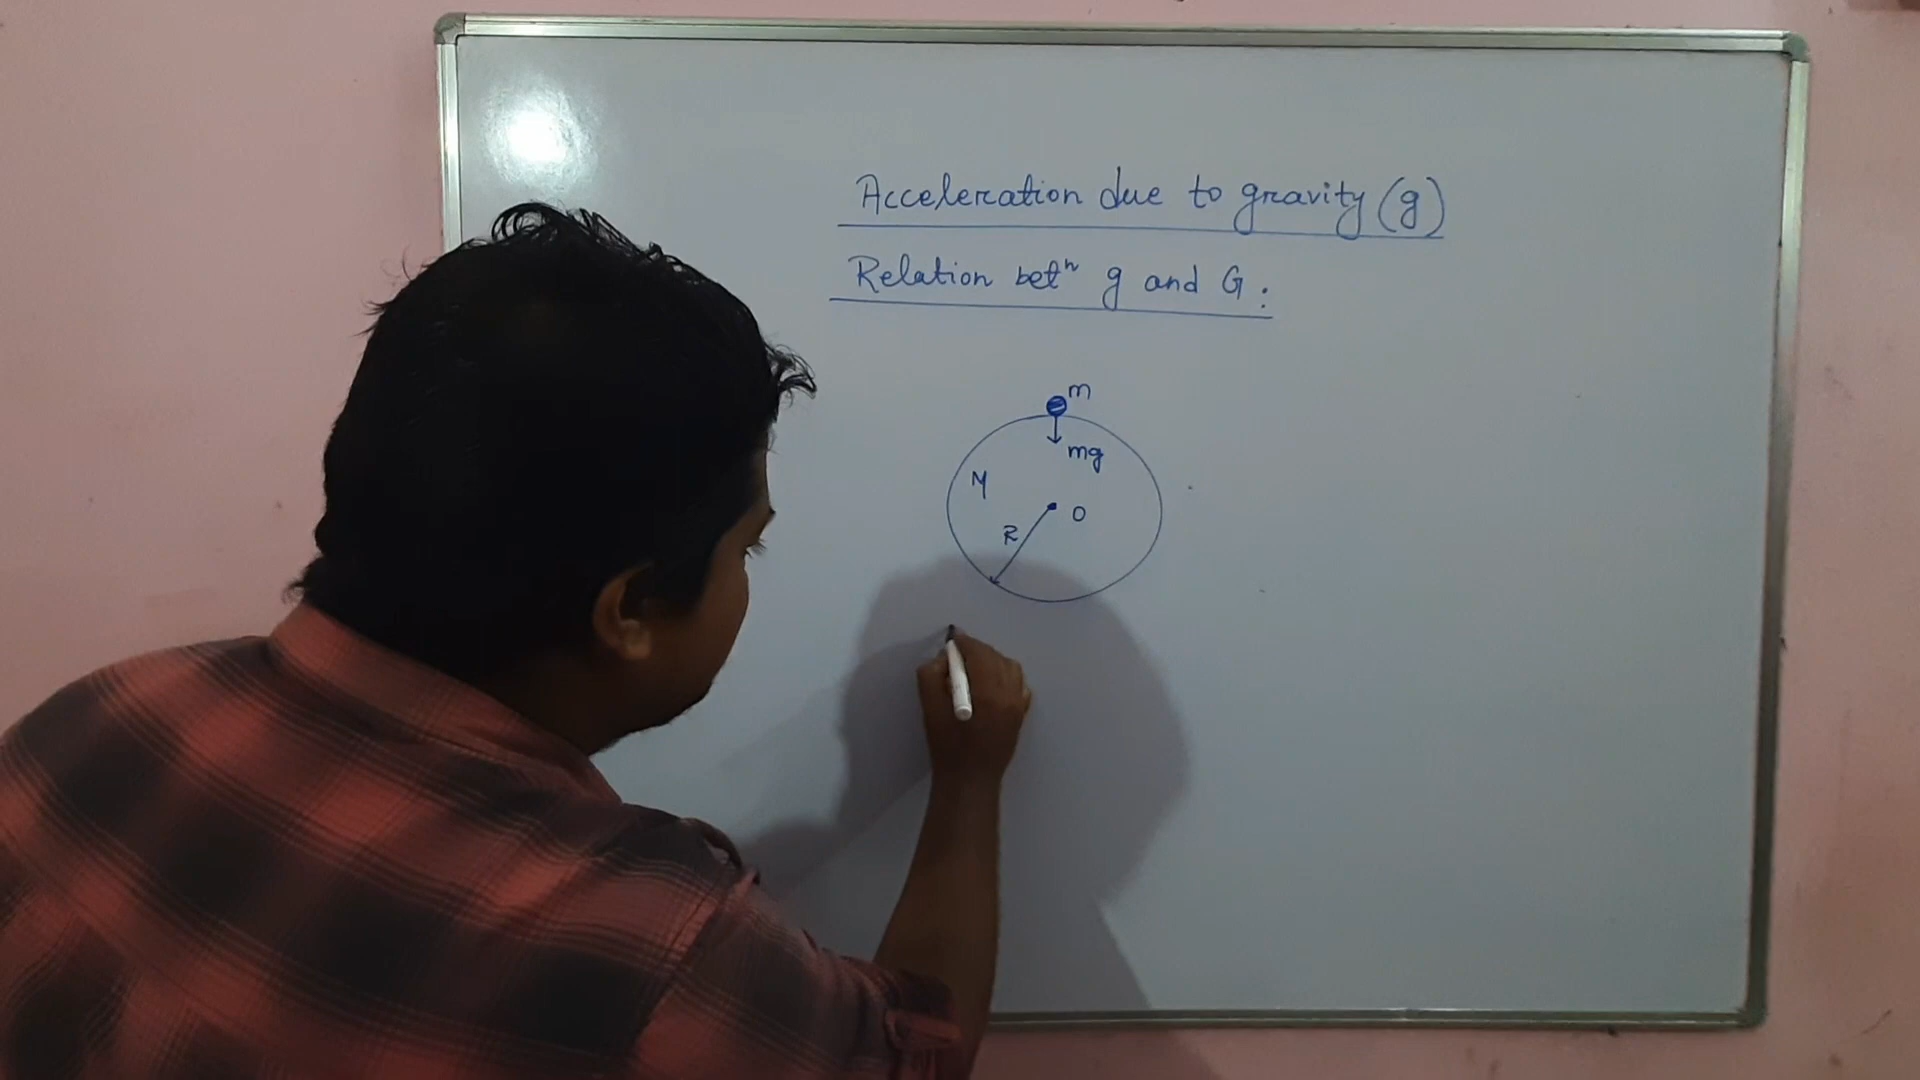 Acceleration due to gravity (g)
Relation betⁿ g and G :
m
mg
M
O
R